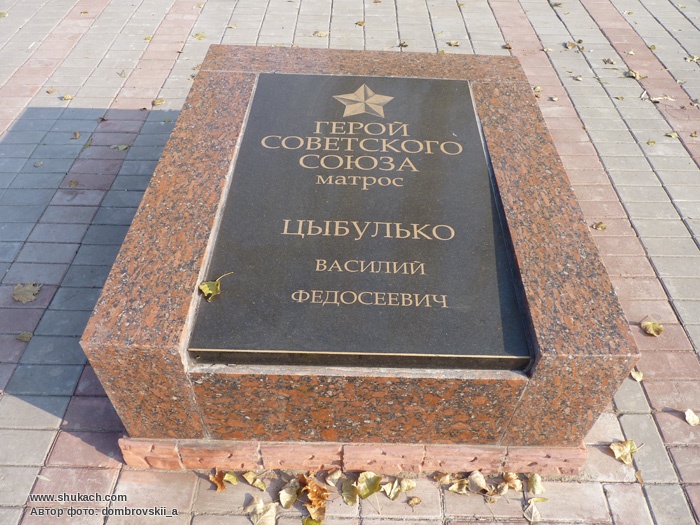 ГЕРОЙ
СОВЕТСКОГО
СОЮЗА
матрос
ЦЫБУЛЬКО
ВАСИЛИЙ
ФЕДОСЕЕВИЧ
www.shukach.com
Автор фото: dombrovskii_a